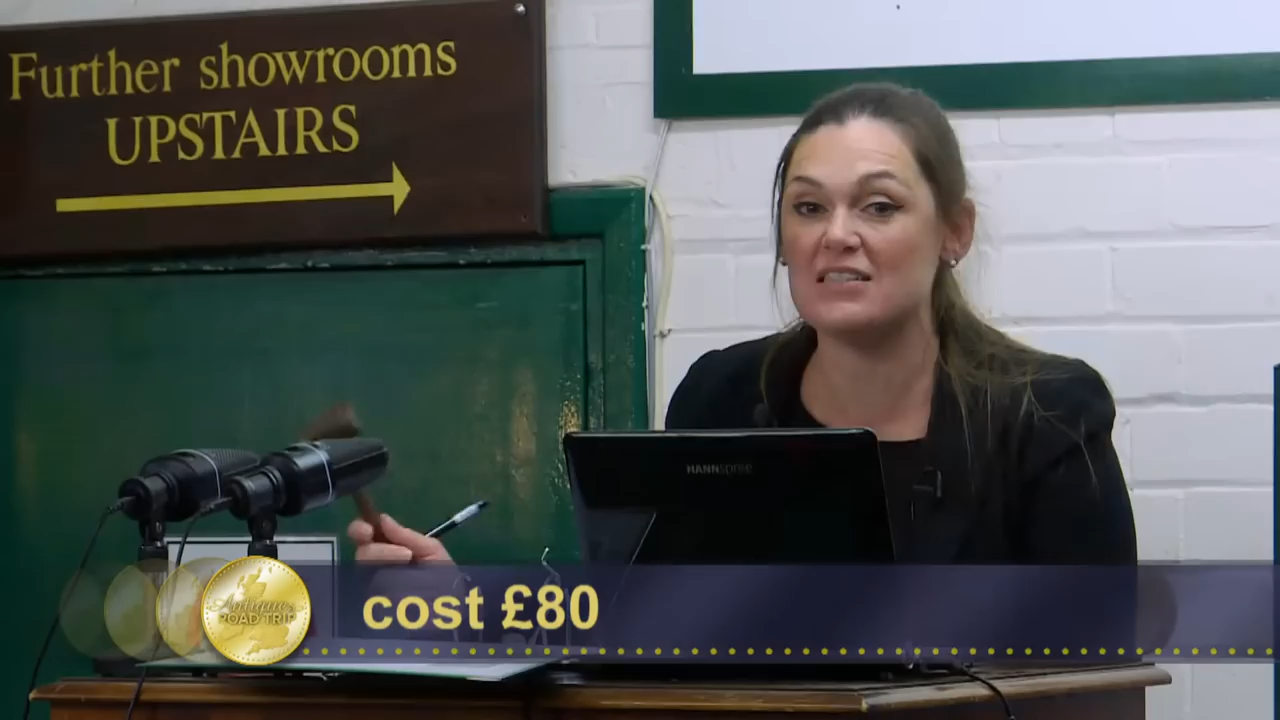 Further showrooms
UPSTAIRS
HANNspree
Antiques
ROAD TRIP
cost £80